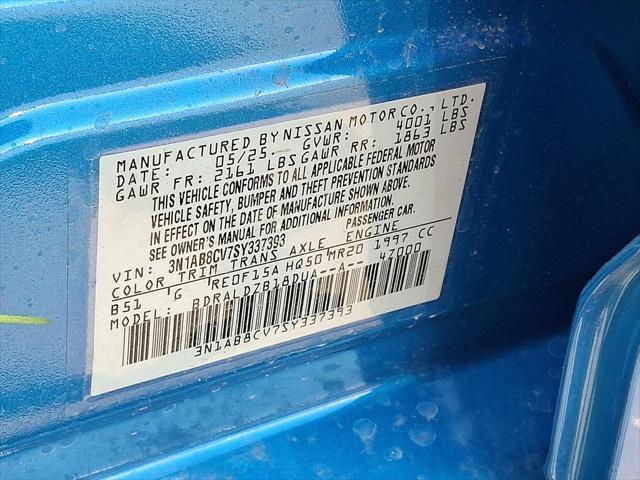 MANUFACTURED BY NISSAN MOTOR CO., LTD.
DATE: 05/25 GVWR: 4001 LBS
GAWR FR: 2161 LBS GAWR RR: 1863 LBS
THIS VEHICLE CONFORMS TO ALL APPLICABLE FEDERAL MOTOR
VEHICLE SAFETY, BUMPER AND THEFT PREVENTION STANDARDS
IN EFFECT ON THE DATE OF MANUFACTURE SHOWN ABOVE.
SEE OWNER'S MANUAL FOR ADDITIONAL INFORMATION.
VIN: 3N1AB8CV7SY337393 PASSENGER CAR.
COLOR TRIM TRANS AXLE ENGINE
B51 G RE0F15A HQ50 MR20 1997 CC
MODEL: BDRALDZB18DUA--A-- 47000
3N1AB8CV7SY337393